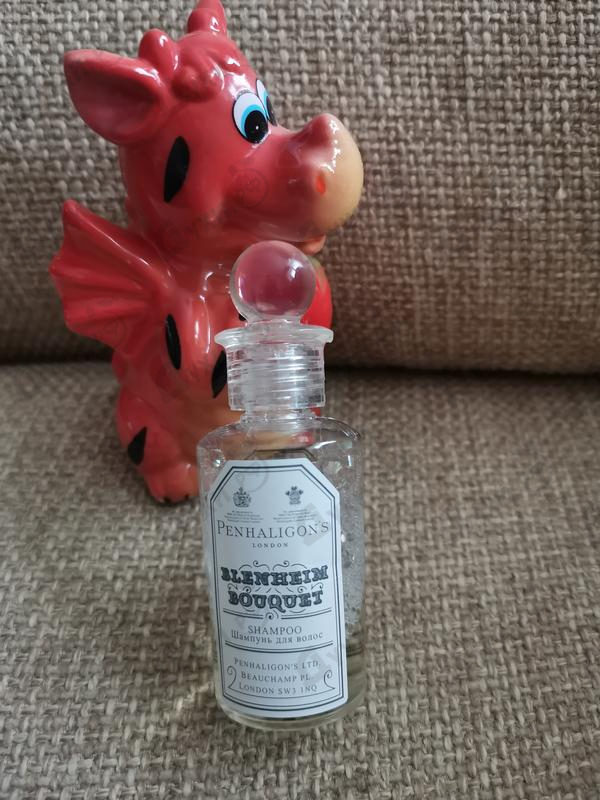 PENHALIGON'S
LONDON
BLENHEIM
BOUQUET
SHAMPOO
Шампунь для волос
PENHALIGON'S LTD
BEAUCHAMP PL.
LONDON SW3 1NQ